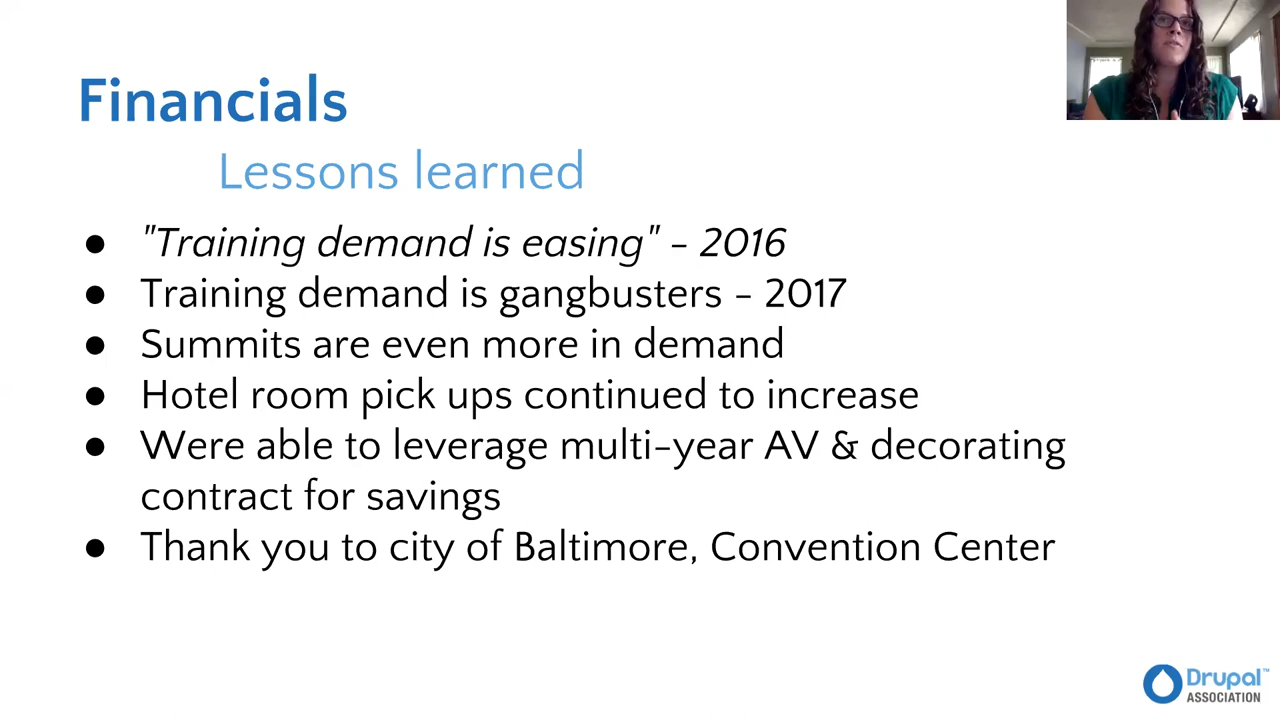 Financials
Lessons learned
● "Training demand is easing" - 2016
● Training demand is gangbusters - 2017
● Summits are even more in demand
● Hotel room pick ups continued to increase
● Were able to leverage multi-year AV & decorating
contract for savings
● Thank you to city of Baltimore, Convention Center
Drupal™
ASSOCIATION